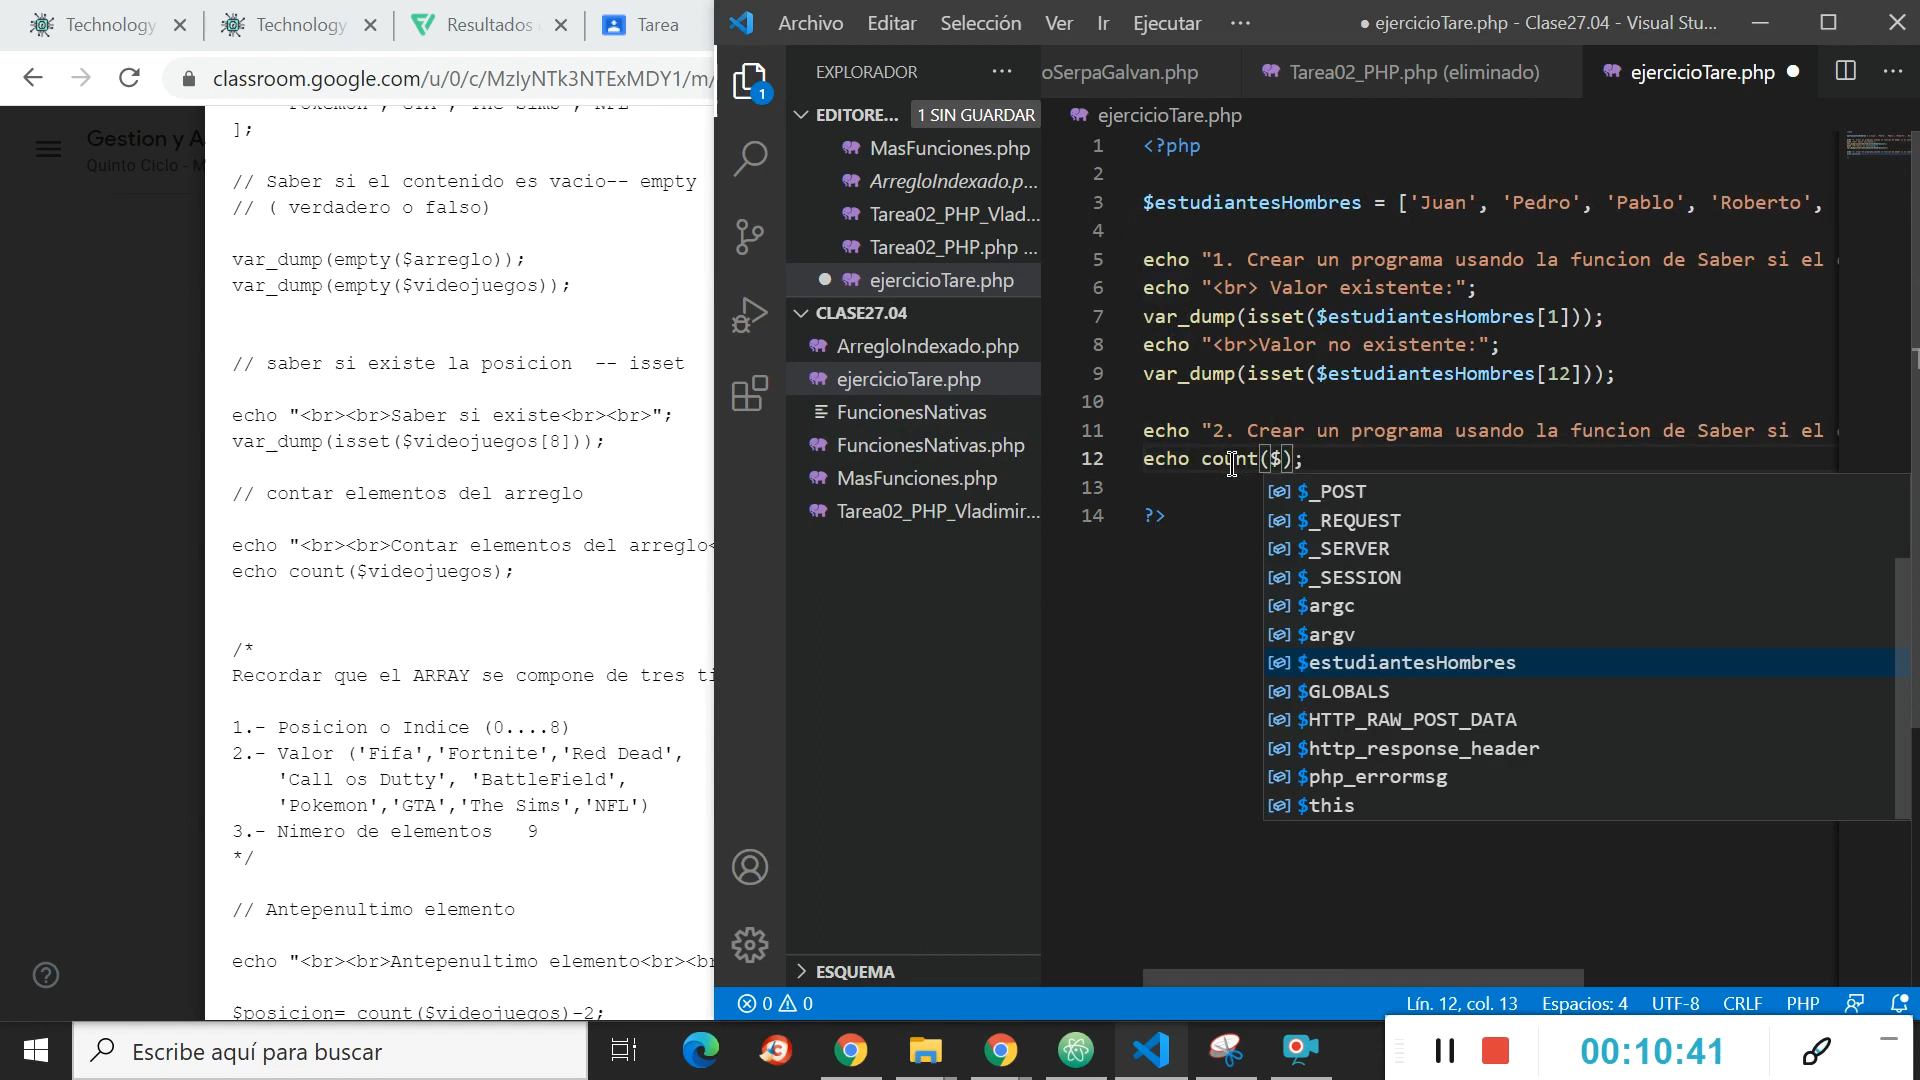 Technology
Technology
Resultados
Tarea
classroom.google.com/u/0/c/MzIyNTk3NTExMDY1/m/
Gestion y A
Quinto Ciclo - M
'Pokemon','GTA','The Sims','NFL'
];
// Saber si el contenido es vacio-- empty
// ( verdadero o falso)
var_dump(empty($arreglo));
var_dump(empty($videojuegos));
// saber si existe la posicion  -- isset
echo "<br><br>Saber si existe<br><br>";
var_dump(isset($videojuegos[8]));
// contar elementos del arreglo
echo "<br><br>Contar elementos del arreglo<
echo count($videojuegos);
/*
Recordar que el ARRAY se compone de tres ti
1.- Posicion o Indice (0....8)
2.- Valor ('Fifa','Fortnite','Red Dead',
'Call os Dutty', 'BattleField',
'Pokemon','GTA','The Sims','NFL')
3.- Nimero de elementos   9
*/
// Antepenultimo elemento
echo "<br><br>Antepenultimo elemento<br><br
$posicion= count($videojuegos)-2;
Archivo Editar Selección Ver Ir Ejecutar ···
● ejercicioTare.php - Clase27.04 - Visual Stu...
EXPLORADOR
EDITORE... 1 SIN GUARDAR
MasFunciones.php
ArregloIndexado.p...
Tarea02_PHP_Vlad...
Tarea02_PHP.php ...
ejercicioTare.php
CLASE27.04
ArregloIndexado.php
ejercicioTare.php
FuncionesNativas
FuncionesNativas.php
MasFunciones.php
Tarea02_PHP_Vladimir...
ESQUEMA
1
oSerpaGalvan.php
Tarea02_PHP.php (eliminado)
ejercicioTare.php
ejercicioTare.php
1 <?php
2
3 $estudiantesHombres = ['Juan', 'Pedro', 'Pablo', 'Roberto',
4
5 echo "1. Crear un programa usando la funcion de Saber si el
6 echo "<br> Valor existente:";
7 var_dump(isset($estudiantesHombres[1]));
8 echo "<br>Valor no existente:";
9 var_dump(isset($estudiantesHombres[12]));
10
11 echo "2. Crear un programa usando la funcion de Saber si el
12 echo count($);
13
14 ?>
$_POST
$_REQUEST
$_SERVER
$_SESSION
$argc
$argv
$estudiantesHombres
$GLOBALS
$HTTP_RAW_POST_DATA
$http_response_header
$php_errormsg
$this
0 0
Lín. 12, col. 13 Espacios: 4 UTF-8 CRLF PHP
Escribe aquí para buscar
00:10:41